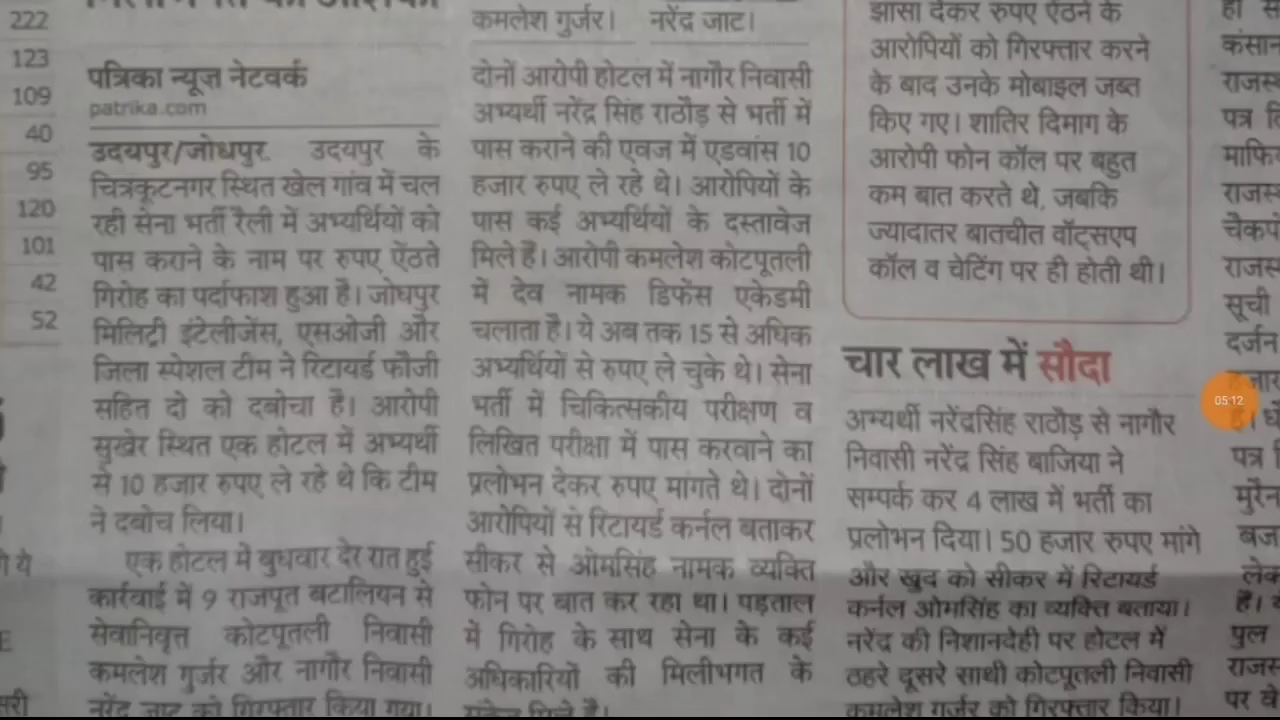 222
123
109
40
95
120
101
42
52
पत्रिका न्यूज़ नेटवर्क
patrika.com
उदयपुर/जोधपुर. उदयपुर के
चित्रकूटनगर स्थित खेल गांव में चल
रही सेना भर्ती रैली में अभ्यर्थियों को
पास कराने के नाम पर रुपए ऐंठते
गिरोह का पर्दाफाश हुआ है। जोधपुर
मिलिट्री इंटेलीजेंस, एसओजी और
जिला स्पेशल टीम ने रिटायर्ड फौजी
सहित दो को दबोचा है। आरोपी
सुखेर स्थित एक होटल में अभ्यर्थी
से 10 हजार रुपए ले रहे थे कि टीम
ने दबोच लिया।
एक होटल में बुधवार देर रात हुई
कार्रवाई में 9 राजपूत बटालियन से
सेवानिवृत्त कोटपूतली निवासी
कमलेश गुर्जर और नागौर निवासी
नरेंद्र जाट को गिरफ्तार किया गया।
कमलेश गुर्जर। नरेंद्र जाट।
दोनों आरोपी होटल में नागौर निवासी
अभ्यर्थी नरेंद्र सिंह राठौड़ से भर्ती में
पास कराने की एवज में एडवांस 10
हजार रुपए ले रहे थे। आरोपियों के
पास कई अभ्यर्थियों के दस्तावेज
मिले हैं। आरोपी कमलेश कोटपूतली
में देव नामक डिफेंस एकेडमी
चलाता है। ये अब तक 15 से अधिक
अभ्यर्थियों से रुपए ले चुके थे। सेना
भर्ती में चिकित्सकीय परीक्षण व
लिखित परीक्षा में पास करवाने का
प्रलोभन देकर रुपए मांगते थे। दोनों
आरोपियों से रिटायर्ड कर्नल बताकर
सीकर से ओमसिंह नामक व्यक्ति
फोन पर बात कर रहा था। पड़ताल
में गिरोह के साथ सेना के कई
अधिकारियों की मिलीभगत के
संकेत मिले हैं।
झांसा देकर रुपए ऐंठने के
आरोपियों को गिरफ्तार करने
के बाद उनके मोबाइल जब्त
किए गए। शातिर दिमाग के
आरोपी फोन कॉल पर बहुत
कम बात करते थे, जबकि
ज्यादातर बातचीत वॉट्सएप
कॉल व चेटिंग पर ही होती थी।
चार लाख में सौदा
अभ्यर्थी नरेंद्रसिंह राठौड़ से नागौर
निवासी नरेंद्र सिंह बाजिया ने
सम्पर्क कर 4 लाख में भर्ती का
प्रलोभन दिया। 50 हजार रुपए मांगे
और खुद को सीकर में रिटायर्ड
कर्नल ओमसिंह का व्यक्ति बताया।
नरेंद्र की निशानदेही पर होटल में
ठहरे दूसरे साथी कोटपूतली निवासी
कमलेश गुर्जर को गिरफ्तार किया।
05:12